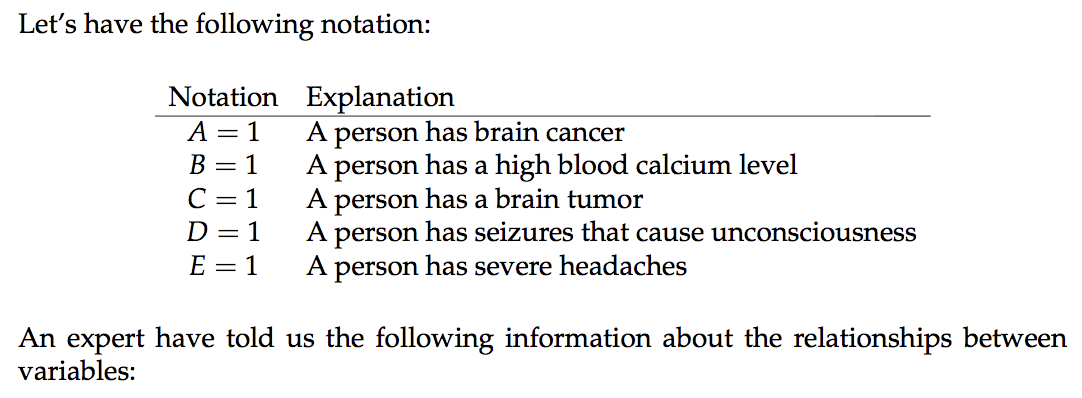 Let's have the following notation:
Notation Explanation
A = 1 A person has brain cancer
B = 1 A person has a high blood calcium level
C = 1 A person has a brain tumor
D = 1 A person has seizures that cause unconsciousness
E = 1 A person has severe headaches
An expert have told us the following information about the relationships between
variables: